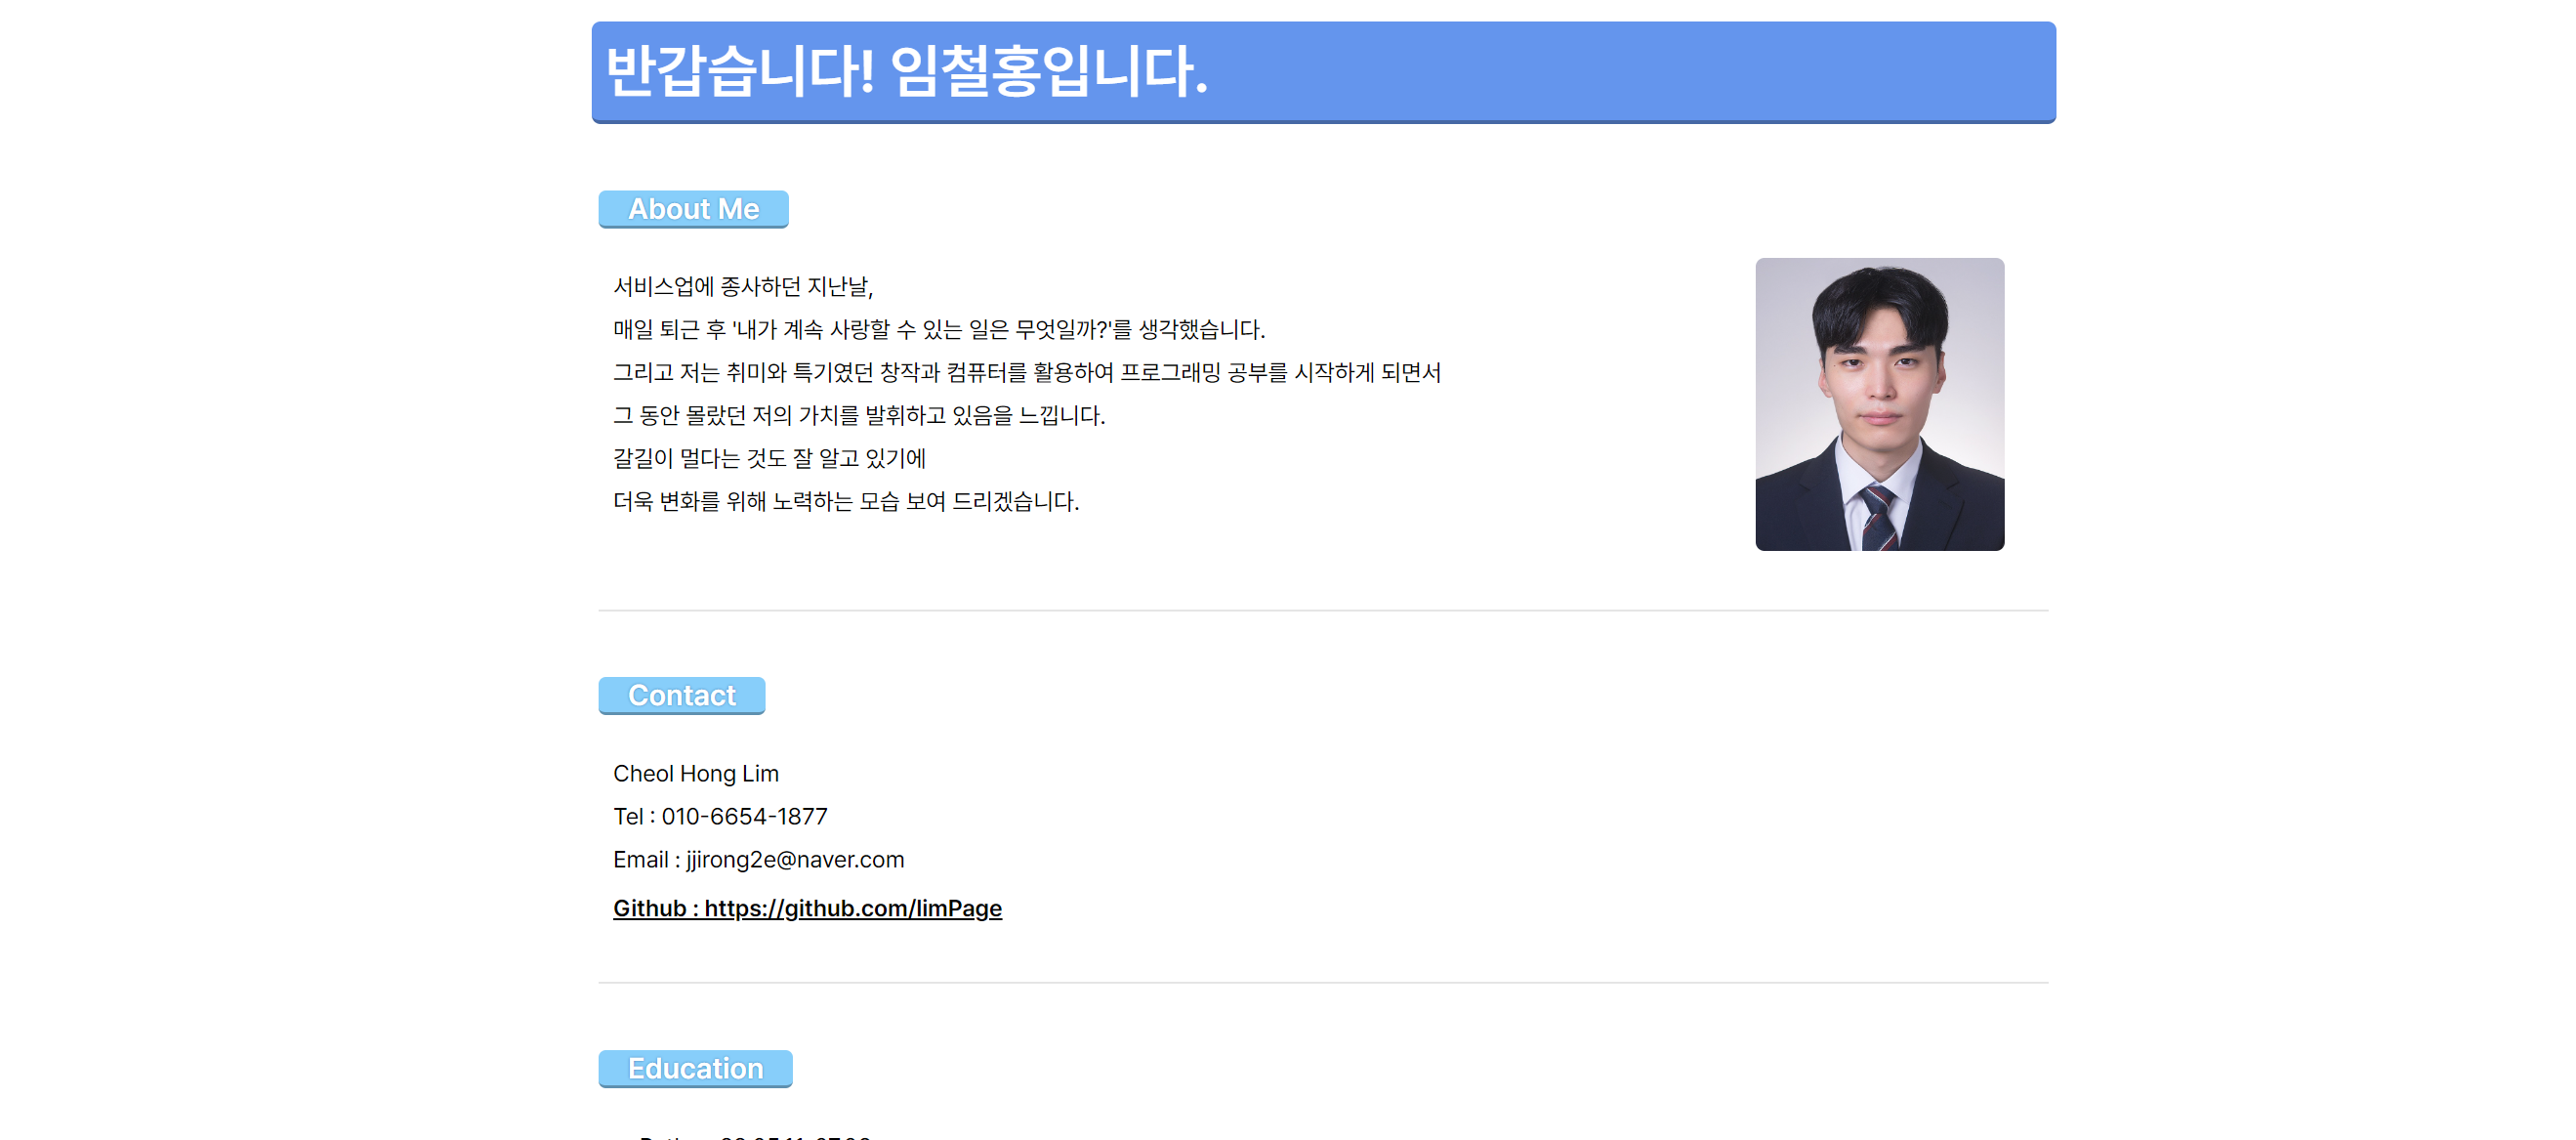 반갑습니다! 임철홍입니다.
About Me
서비스업에 종사하던 지난날,
매일 퇴근 후 '내가 계속 사랑할 수 있는 일은 무엇일까?'를 생각했습니다.
그리고 저는 취미와 특기였던 창작과 컴퓨터를 활용하여 프로그래밍 공부를 시작하게 되면서
그 동안 몰랐던 저의 가치를 발휘하고 있음을 느낍니다.
갈길이 멀다는 것도 잘 알고 있기에
더욱 변화를 위해 노력하는 모습 보여 드리겠습니다.
Contact
Cheol Hong Lim
Tel : 010-6654-1877
Email : jjirong2e@naver.com
Github : https://github.com/limPage
Education